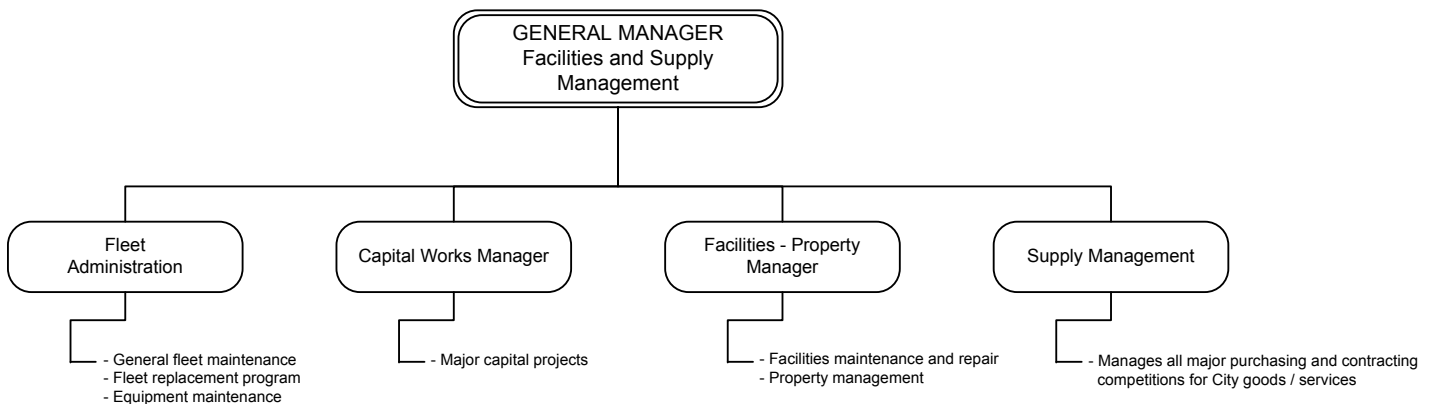 GENERAL MANAGER
Facilities and Supply
Management
Fleet
Administration
Capital Works Manager
Facilities - Property
Manager
Supply Management
- General fleet maintenance
- Fleet replacement program
- Equipment maintenance
- Major capital projects
- Facilities maintenance and repair
- Property management
- Manages all major purchasing and contracting
competitions for City goods / services